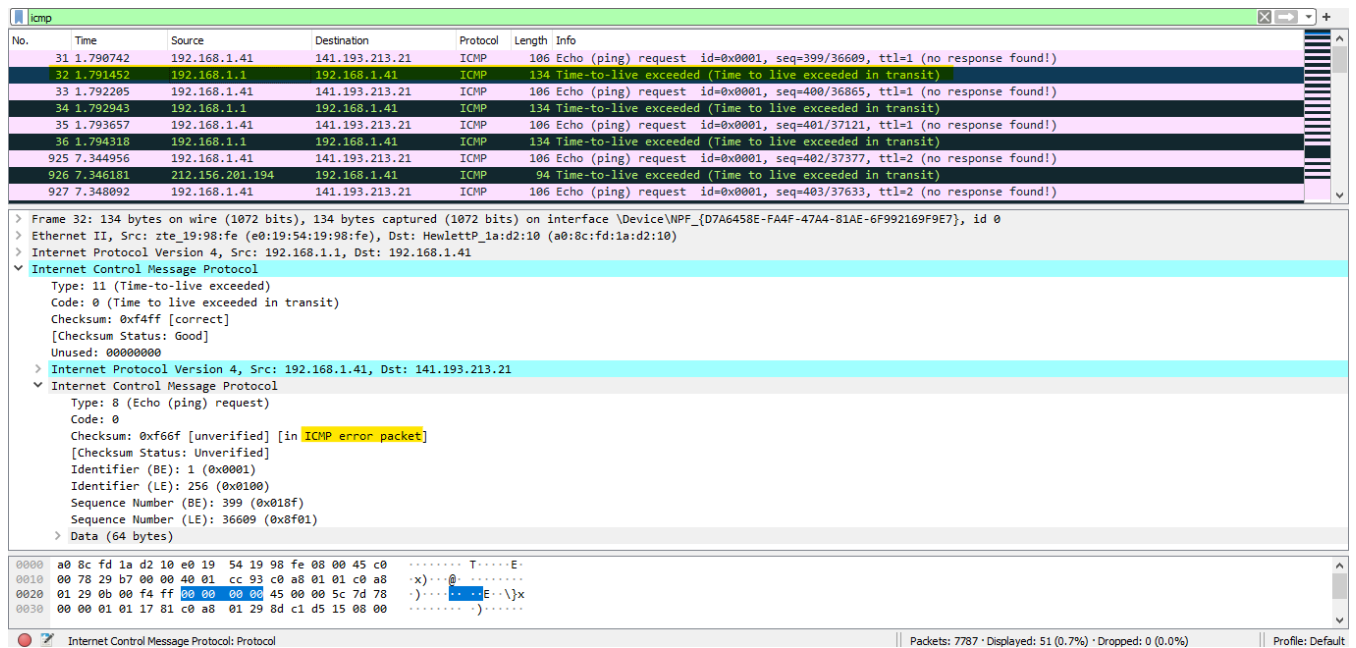 icmp
No. Time Source Destination Protocol Length Info
31 1.790742 192.168.1.41 141.193.213.21 ICMP 106 Echo (ping) request id=0x0001, seq=399/36609, ttl=1 (no response found!)
32 1.791452 192.168.1.1 192.168.1.41 ICMP 134 Time-to-live exceeded (Time to live exceeded in transit)
33 1.792205 192.168.1.41 141.193.213.21 ICMP 106 Echo (ping) request id=0x0001, seq=400/36865, ttl=1 (no response found!)
34 1.792943 192.168.1.1 192.168.1.41 ICMP 134 Time-to-live exceeded (Time to live exceeded in transit)
35 1.793657 192.168.1.41 141.193.213.21 ICMP 106 Echo (ping) request id=0x0001, seq=401/37121, ttl=1 (no response found!)
36 1.794318 192.168.1.1 192.168.1.41 ICMP 134 Time-to-live exceeded (Time to live exceeded in transit)
925 7.344956 192.168.1.41 141.193.213.21 ICMP 106 Echo (ping) request id=0x0001, seq=402/37377, ttl=2 (no response found!)
926 7.346181 212.156.201.194 192.168.1.41 ICMP 94 Time-to-live exceeded (Time to live exceeded in transit)
927 7.348092 192.168.1.41 141.193.213.21 ICMP 106 Echo (ping) request id=0x0001, seq=403/37633, ttl=2 (no response found!)
Frame 32: 134 bytes on wire (1072 bits), 134 bytes captured (1072 bits) on interface \Device\NPF_{D7A6458E-FA4F-47A4-81AE-6F992169F9E7}, id 0
Ethernet II, Src: zte_19:98:fe (e0:19:54:19:98:fe), Dst: HewlettP_1a:d2:10 (a0:8c:fd:1a:d2:10)
Internet Protocol Version 4, Src: 192.168.1.1, Dst: 192.168.1.41
Internet Control Message Protocol
Type: 11 (Time-to-live exceeded)
Code: 0 (Time to live exceeded in transit)
Checksum: 0xf4ff [correct]
[Checksum Status: Good]
Unused: 00000000
Internet Protocol Version 4, Src: 192.168.1.41, Dst: 141.193.213.21
Internet Control Message Protocol
Type: 8 (Echo (ping) request)
Code: 0
Checksum: 0xf66f [unverified] [in ICMP error packet]
[Checksum Status: Unverified]
Identifier (BE): 1 (0x0001)
Identifier (LE): 256 (0x0100)
Sequence Number (BE): 399 (0x018f)
Sequence Number (LE): 36609 (0x8f01)
Data (64 bytes)
0000 a0 8c fd 1a d2 10 e0 19 54 19 98 fe 08 00 45 c0 ········ T·····E·
0010 00 78 29 b7 00 00 40 01 cc 93 c0 a8 01 01 c0 a8 ·x)···@· ········
0020 01 29 0b 00 f4 ff 00 00 00 00 45 00 00 5c 7d 78 ·)······ ··E··\}x
0030 00 00 01 01 17 81 c0 a8 01 29 8d c1 d5 15 08 00 ········ ·)······
Internet Control Message Protocol: Protocol Packets: 7787 · Displayed: 51 (0.7%) · Dropped: 0 (0.0%) Profile: Default